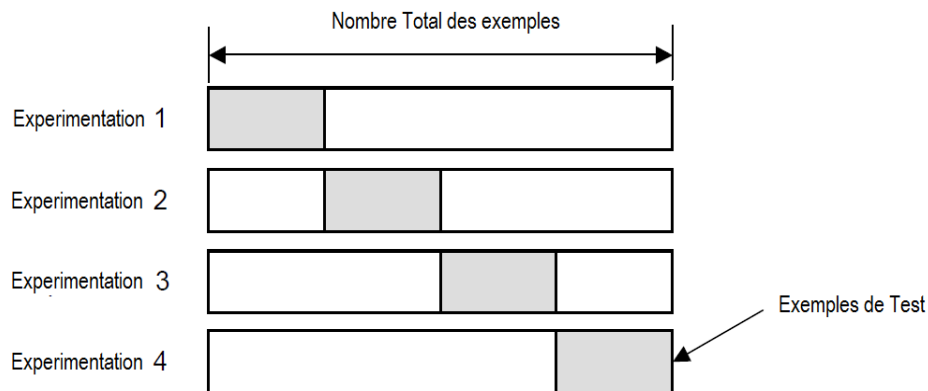 Nombre Total des exemples
Experimentation 1
Experimentation 2
Experimentation 3
Exemples de Test
Experimentation 4